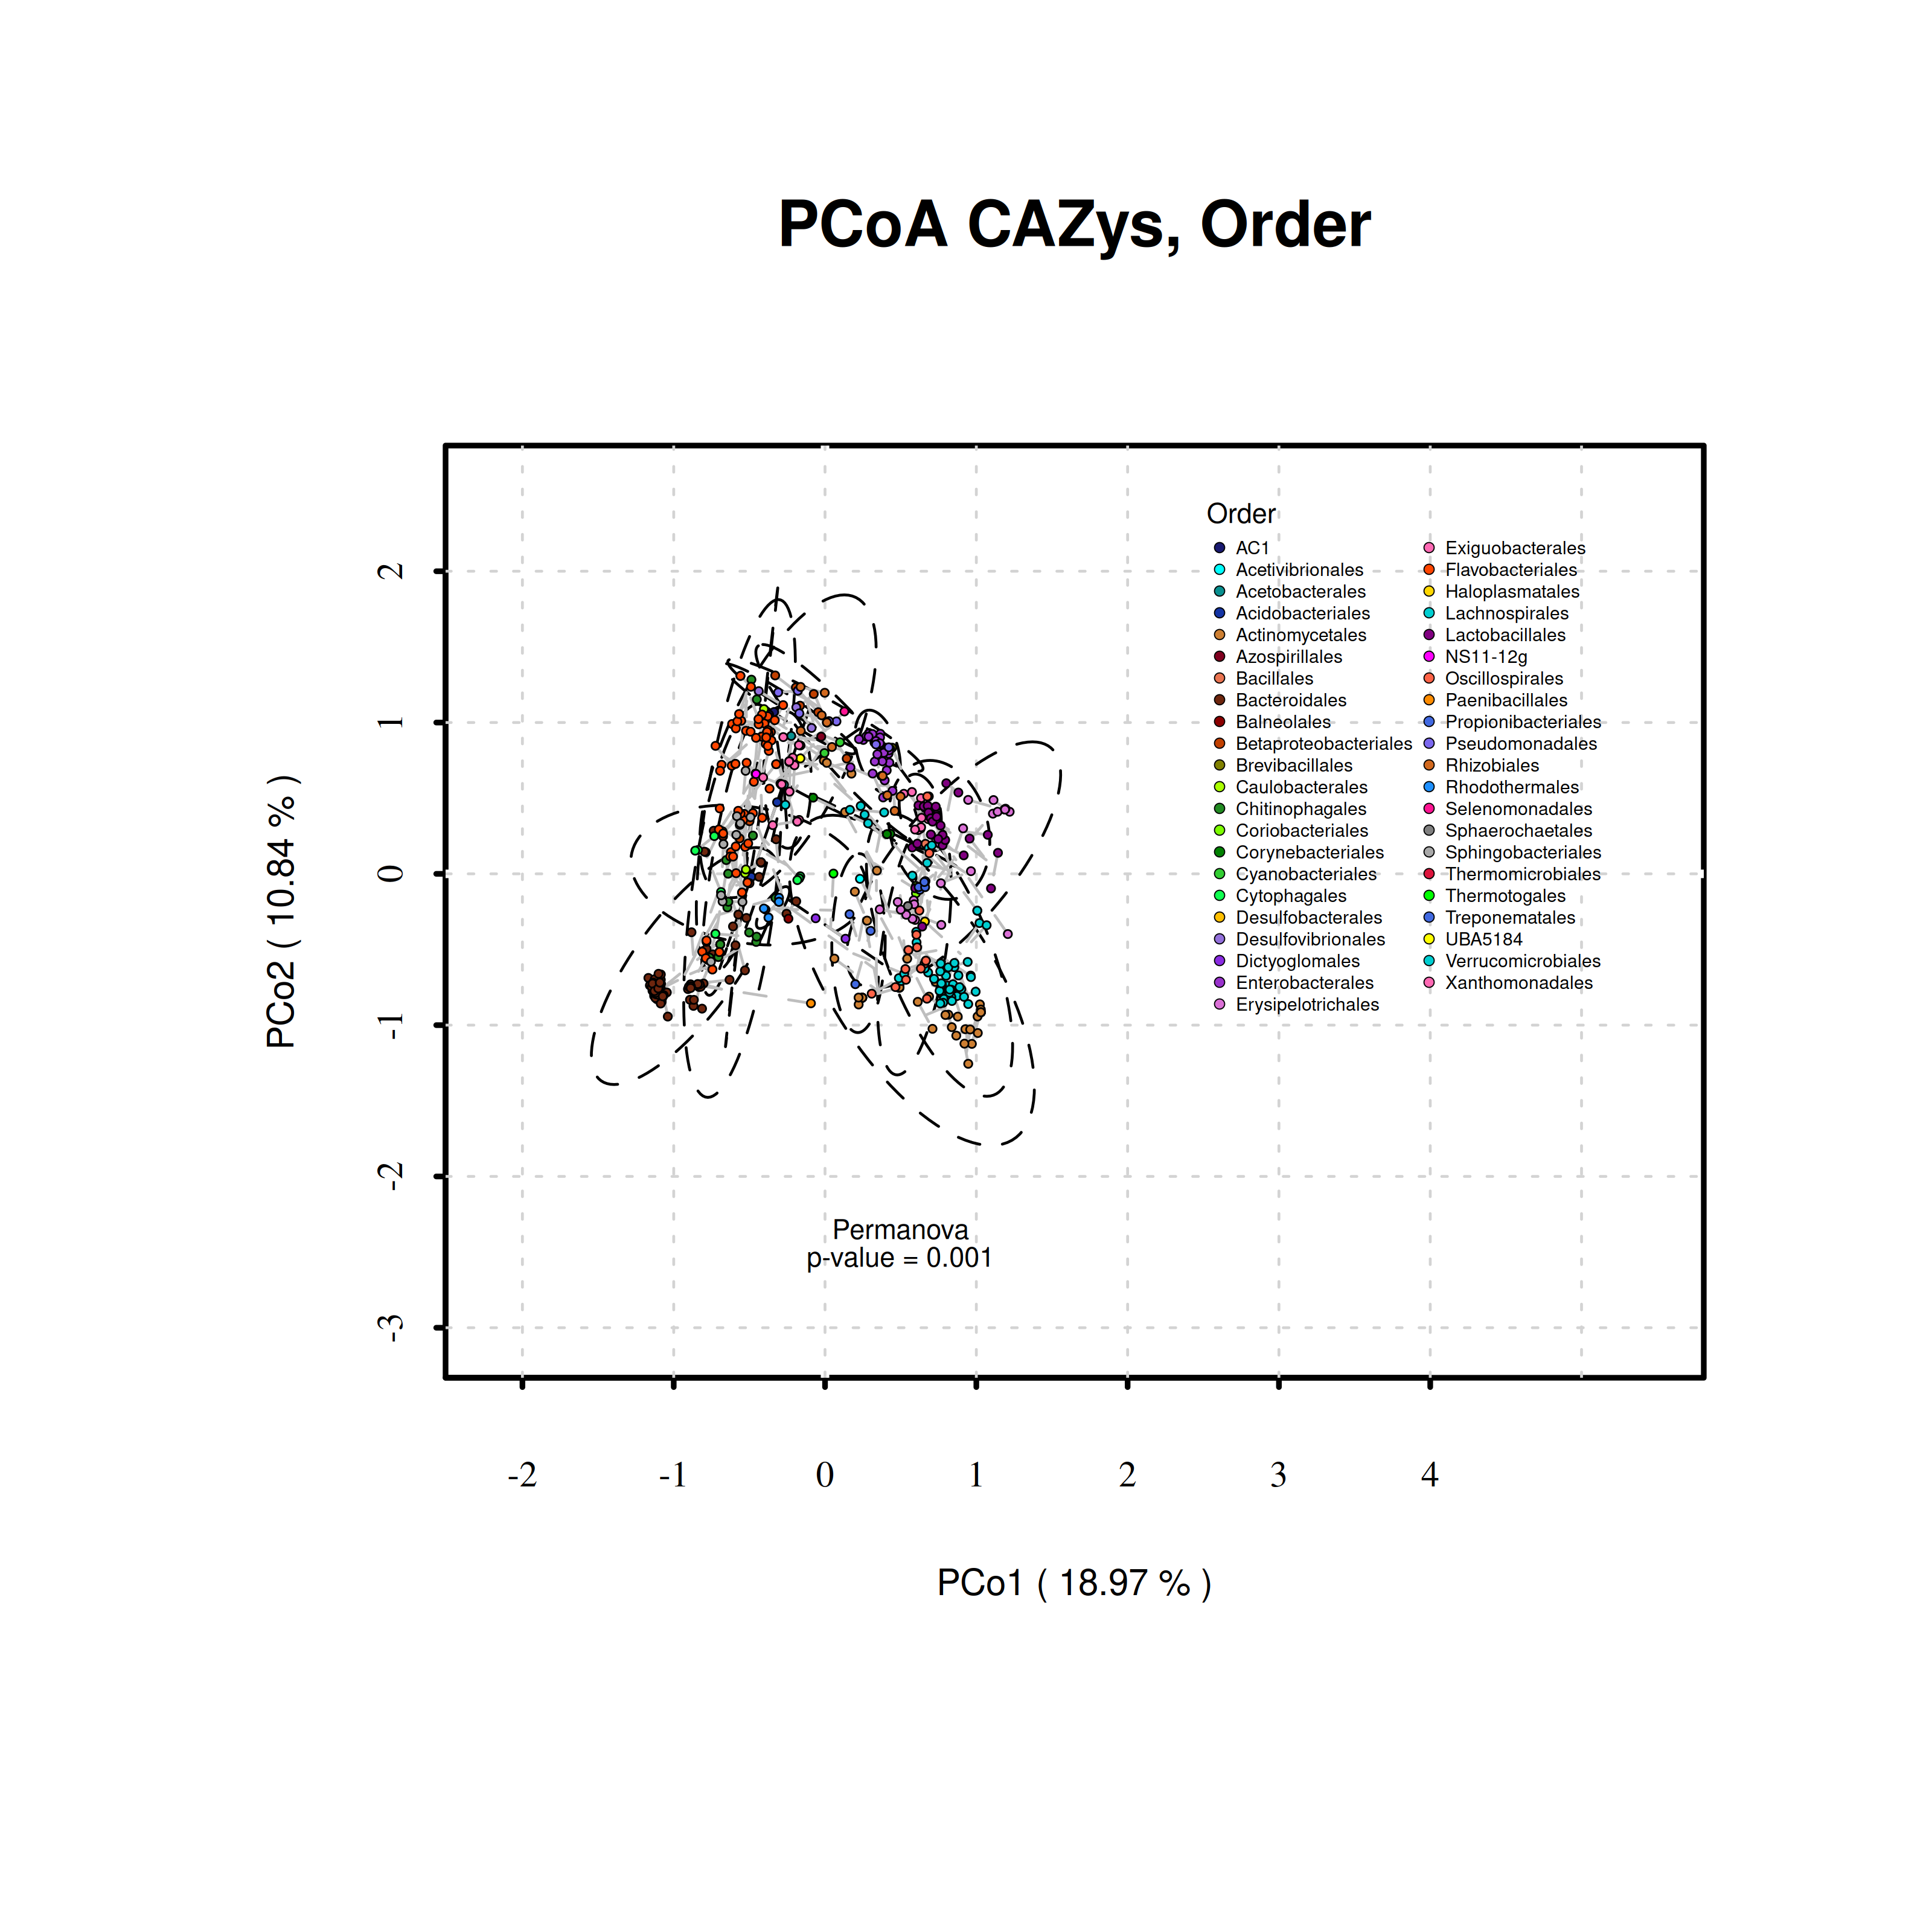 PCoA CAZys, Order
PCo2 ( 10.84 % )
2
1
0
-1
-2
-3
Order
AC1
Acetivibrionales
Acetobacterales
Acidobacteriales
Actinomycetales
Azospirillales
Bacillales
Bacteroidales
Balneolales
Betaproteobacteriales
Brevibacillales
Caulobacterales
Chitinophagales
Coriobacteriales
Corynebacteriales
Cyanobacteriales
Cytophagales
Desulfobacterales
Desulfovibrionales
Dictyoglomales
Enterobacterales
Erysipelotrichales
Exiguobacterales
Flavobacteriales
Haloplasmatales
Lachnospirales
Lactobacillales
NS11-12g
Oscillospirales
Paenibacillales
Propionibacteriales
Pseudomonadales
Rhizobiales
Rhodothermales
Selenomonadales
Sphaerochaetales
Sphingobacteriales
Thermomicrobiales
Thermotogales
Treponematales
UBA5184
Verrucomicrobiales
Xanthomonadales
Permanova
p-value = 0.001
-2 -1 0 1 2 3 4
PCo1 ( 18.97 % )